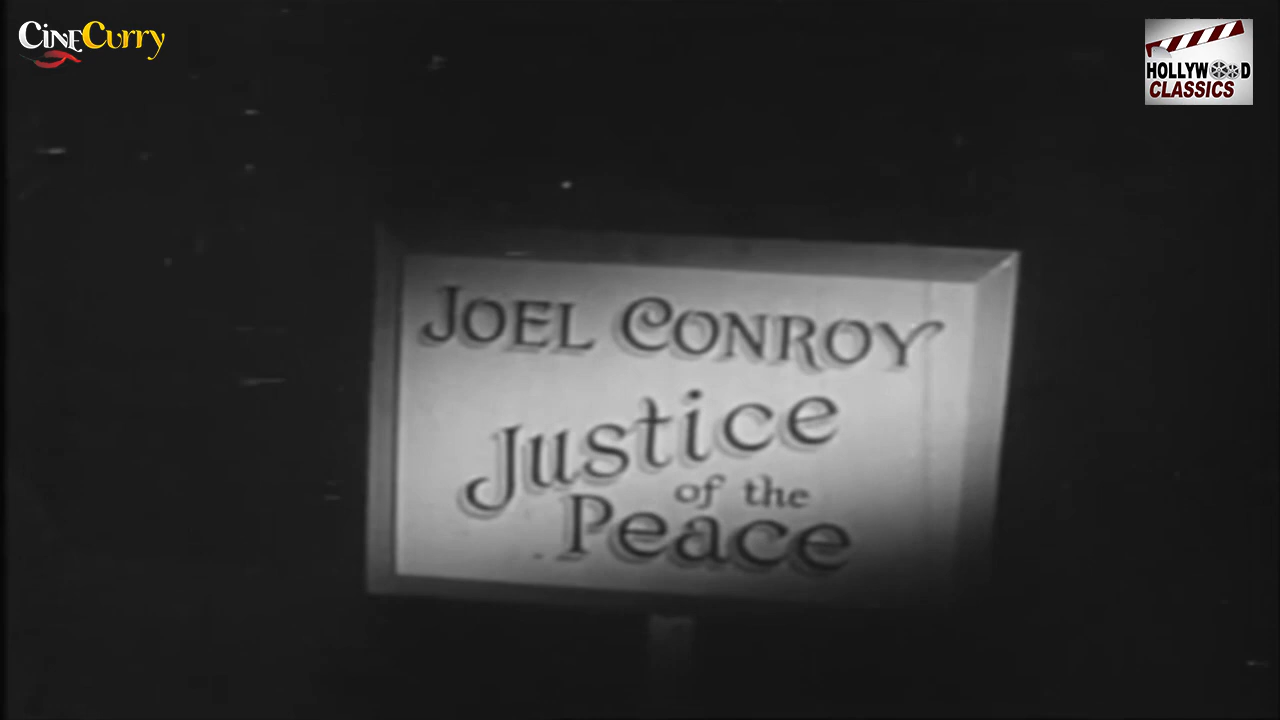 CineCurry
HOLLYWOOD
CLASSICS
JOEL CONROY
Justice
of the
Peace